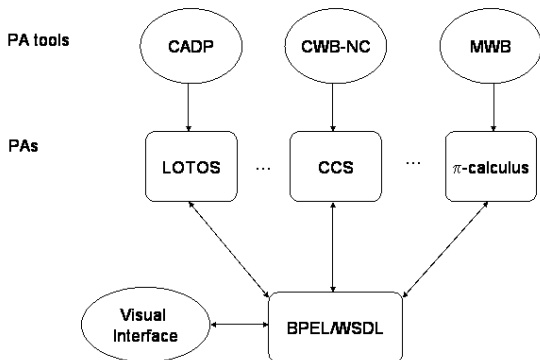 PA tools
CADP
CWB-NC
MWB
PAs
LOTOS
...
CCS
...
π-calculus
Visual
Interface
BPEL/WSDL